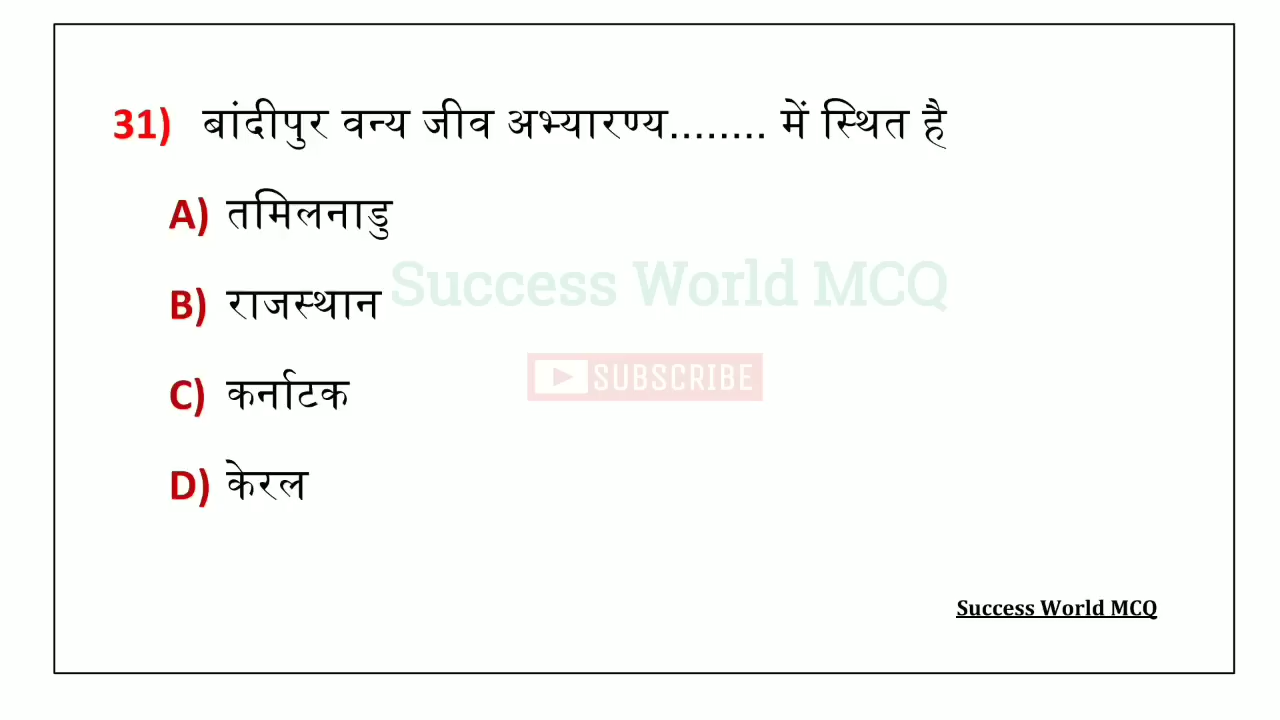 31) बांदीपुर वन्य जीव अभ्यारण्य........ में स्थित है
A) तमिलनाडु
Success World MCQ
B) राजस्थान
SUBSCRIBE
C) कर्नाटक
D) केरल
Success World MCQ